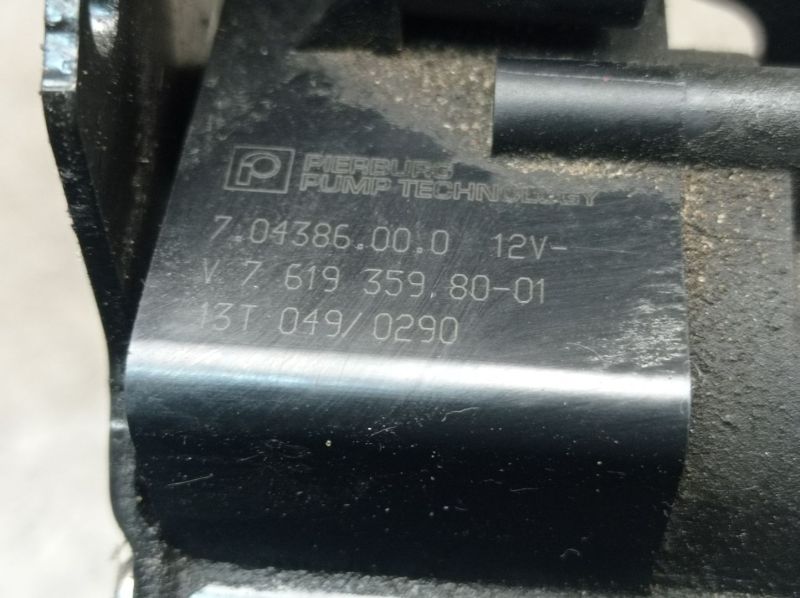 PIERBURG
PUMP TECHNOLOGY
7.04386.00.0 12V-
V 7 619 359.80-01
13T 049/0290